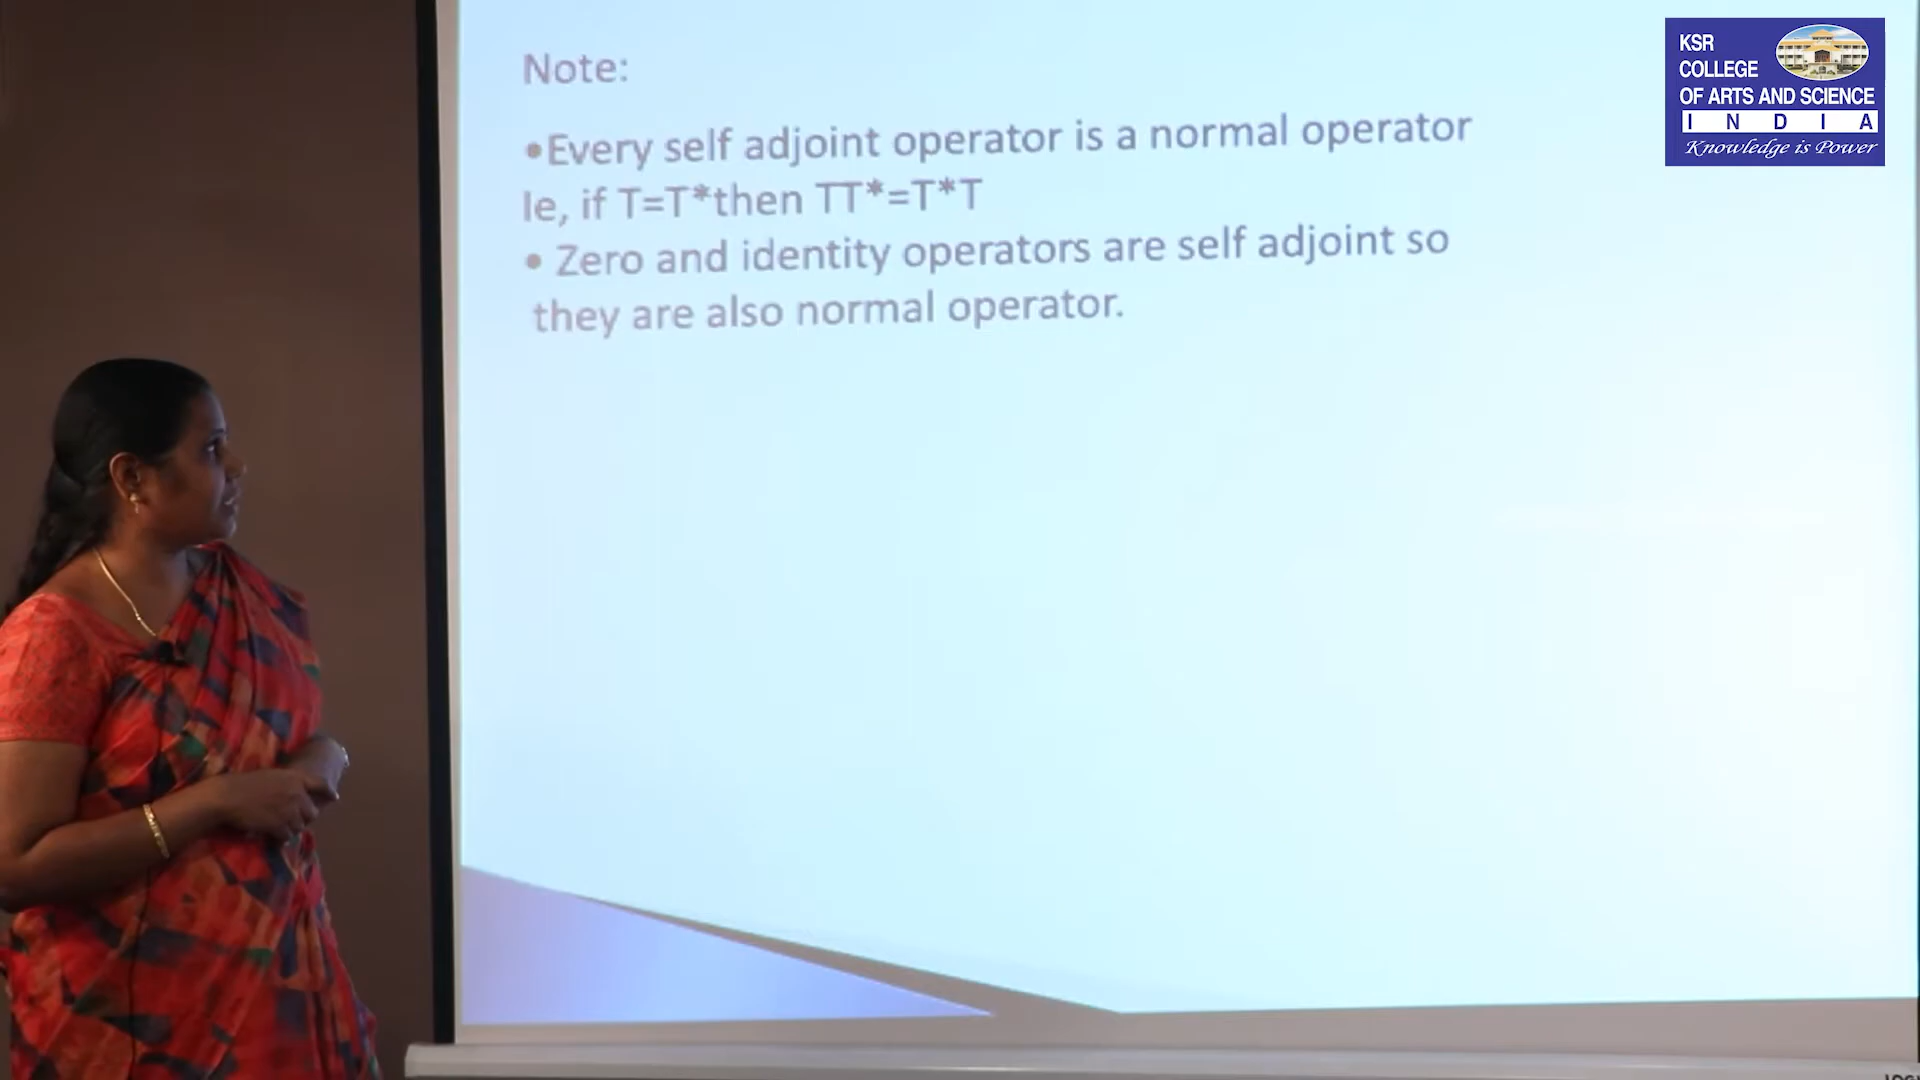 Note:
•Every self adjoint operator is a normal operator
Ie, if T=T*then TT*=T*T
• Zero and identity operators are self adjoint so
they are also normal operator.
KSR
COLLEGE
OF ARTS AND SCIENCE
I N D I A
Knowledge is Power